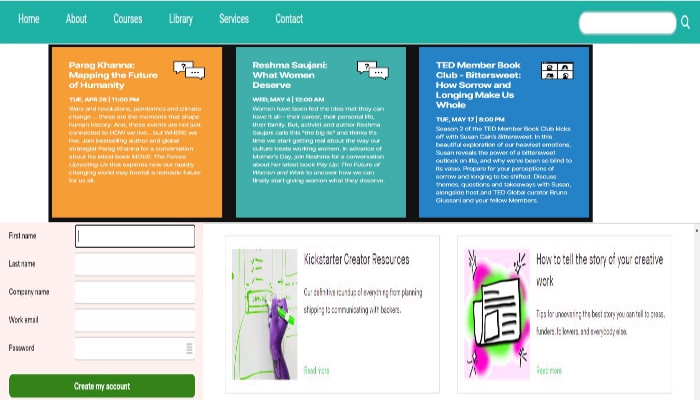 Home About Courses Library Services Contact
Parag Khanna:
Mapping the Future
of Humanity
TUE, APR 26 | 11:00 PM
Wars and revolutions, pandemics and climate
change ... these are the moments that shape
human history. And, these events are not just
connected to HOW we live... but WHERE we
live. Join bestselling author and global
strategist Parag Khanna for a conversation
about his latest book MOVE: The Forces
Uprooting Us that explores how our rapidly
changing world may foretell a nomadic future
for us all.
Reshma Saujani:
What Women
Deserve
WED, MAY 4 | 12:00 AM
Women have been fed the idea that they can
have it all— their career, their personal life,
their family. But, activist and author Reshma
Saujani calls this "the big lie" and thinks it's
time we start getting real about the way our
culture treats working women. In advance of
Mother's Day, join Reshma for a conversation
about her latest book Pay Up: The Future of
Women and Work to uncover how we can
finally start giving women what they deserve.
TED Member Book
Club - Bittersweet:
How Sorrow and
Longing Make Us
Whole
TUE, MAY 17 | 8:00 PM
Season 2 of the TED Member Book Club kicks
off with Susan Cain's Bittersweet. In this
beautiful exploration of our heaviest emotions,
Susan reveals the power of a bittersweet
outlook on life, and why we've been so blind to
its value. Prepare for your perceptions of
sorrow and longing to be shifted. Discuss
themes, questions and takeaways with Susan,
alongside host and TED Global curator Bruno
Giussani and your fellow Members.
First name
Last name
Company name
Work email
Password
Create my account
Kickstarter Creator Resources
Our definitive roundup of everything from planning
shipping to communicating with backers.
Read more
How to tell the story of your creative
work
Tips for uncovering the best story you can tell to press,
funders, followers, and everybody else.
Read more